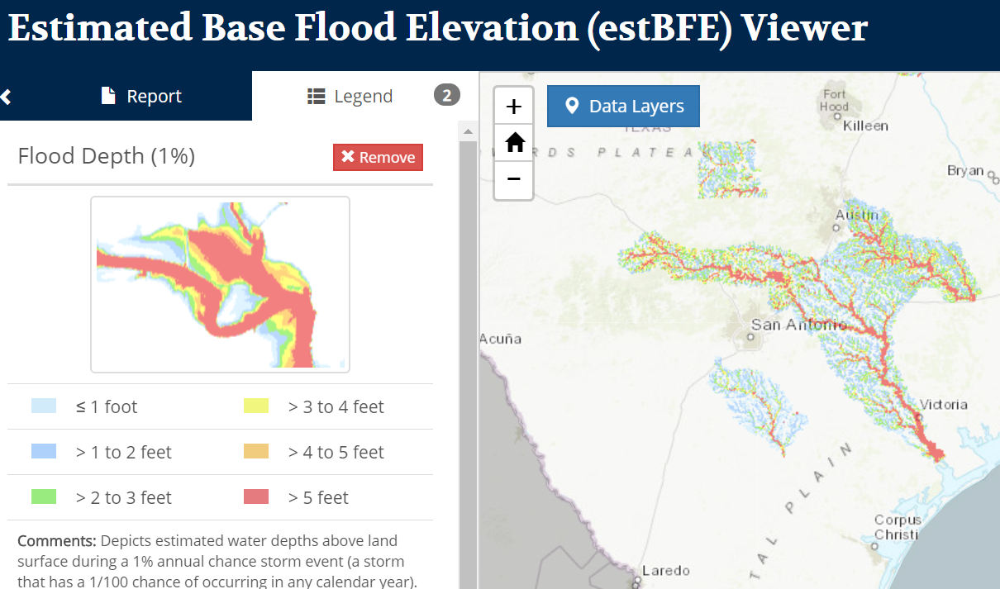 Estimated Base Flood Elevation (estBFE) Viewer
Report
Legend
2
Flood Depth (1%)
Remove
≤ 1 foot
> 3 to 4 feet
> 1 to 2 feet
> 4 to 5 feet
> 2 to 3 feet
> 5 feet
Comments: Depicts estimated water depths above land
surface during a 1% annual chance storm event (a storm
that has a 1/100 chance of occurring in any calendar year).
+
−
Data Layers
TEXAS
RDS PLATEAU
Fort
Hood
Killeen
Bryan
Austin
San Antonio
Acuña
Victoria
TAL PLAIN
Corpus
Christi
Laredo